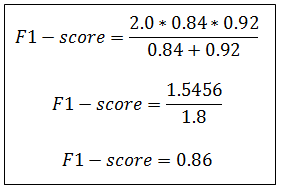 F1 − score = 2.0 * 0.84 * 0.92 / 0.84 + 0.92
F1 − score = 1.5456 / 1.8
F1 − score = 0.86